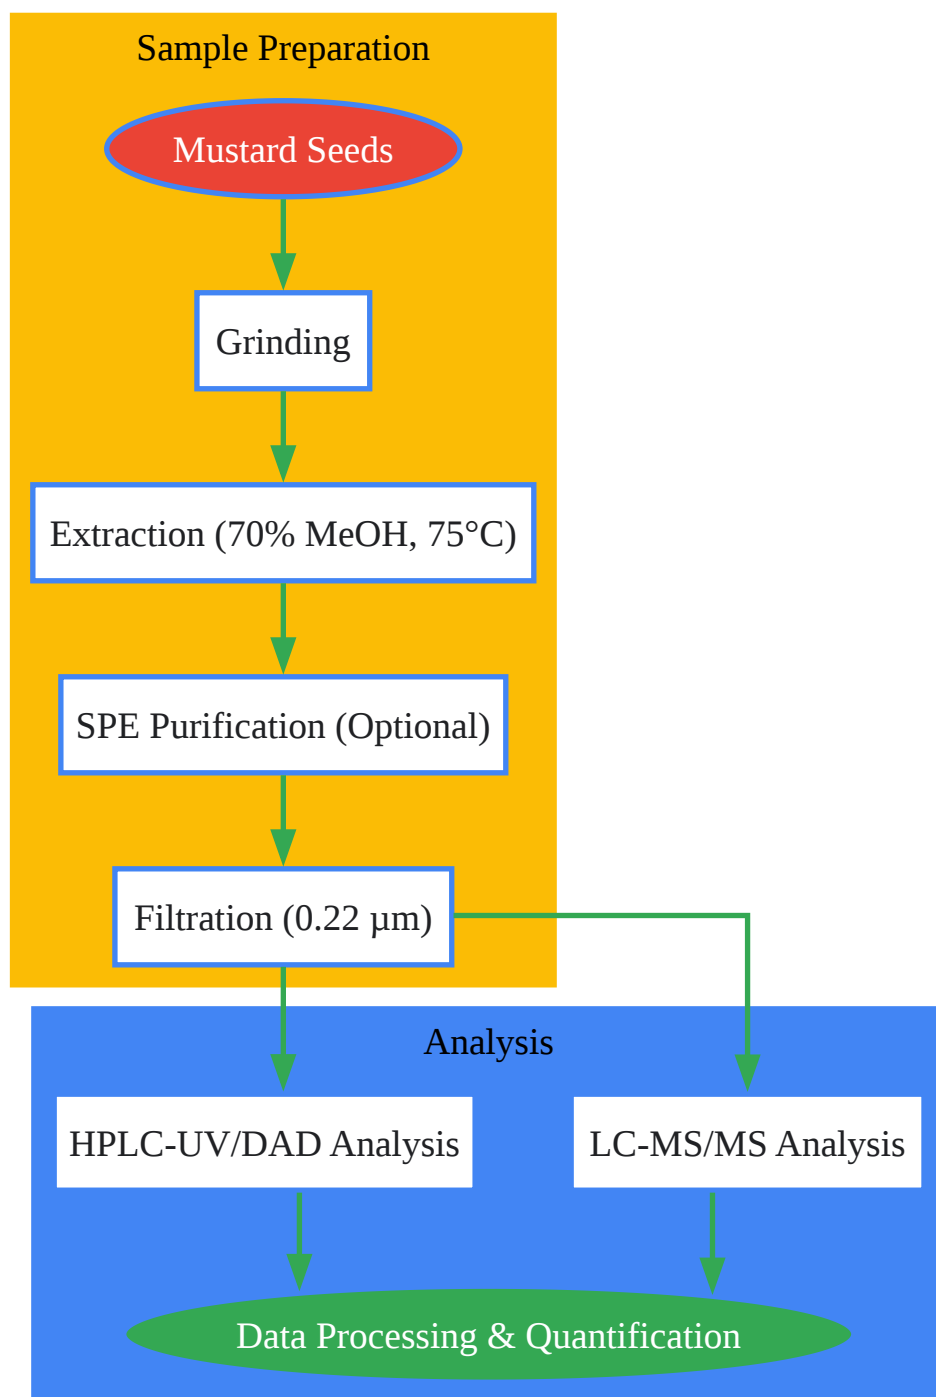 Sample Preparation
Mustard Seeds
Grinding
Extraction (70% MeOH, 75°C)
SPE Purification (Optional)
Filtration (0.22 µm)
Analysis
HPLC-UV/DAD Analysis
LC-MS/MS Analysis
Data Processing & Quantification